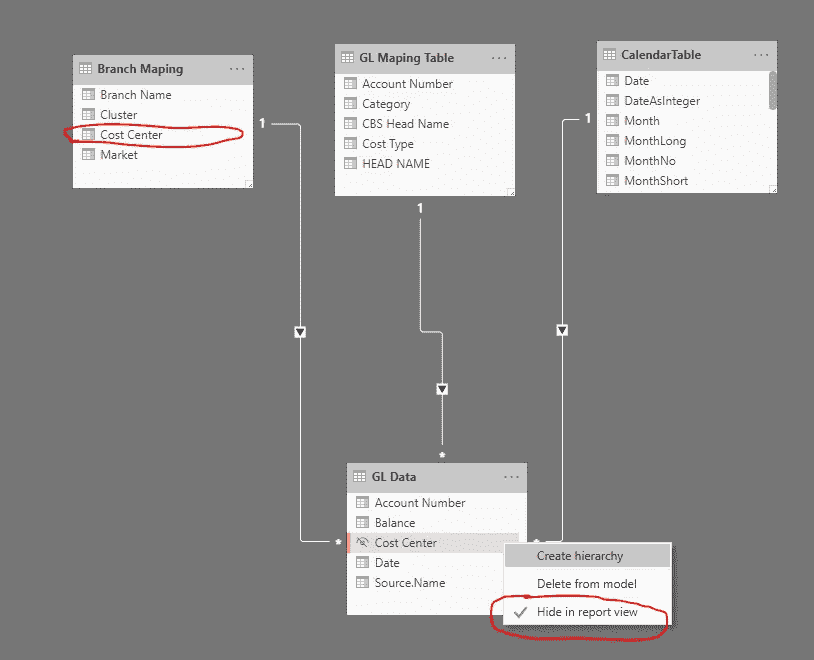 Branch Maping
Branch Name
Cluster
Cost Center
Market
1
GL Maping Table
Account Number
Category
CBS Head Name
Cost Type
HEAD NAME
1
CalendarTable
Date
DateAsInteger
Month
MonthLong
MonthNo
MonthShort
1
*
GL Data
Account Number
Balance
Cost Center
Date
Source.Name
*
*
Create hierarchy
Delete from model
Hide in report view